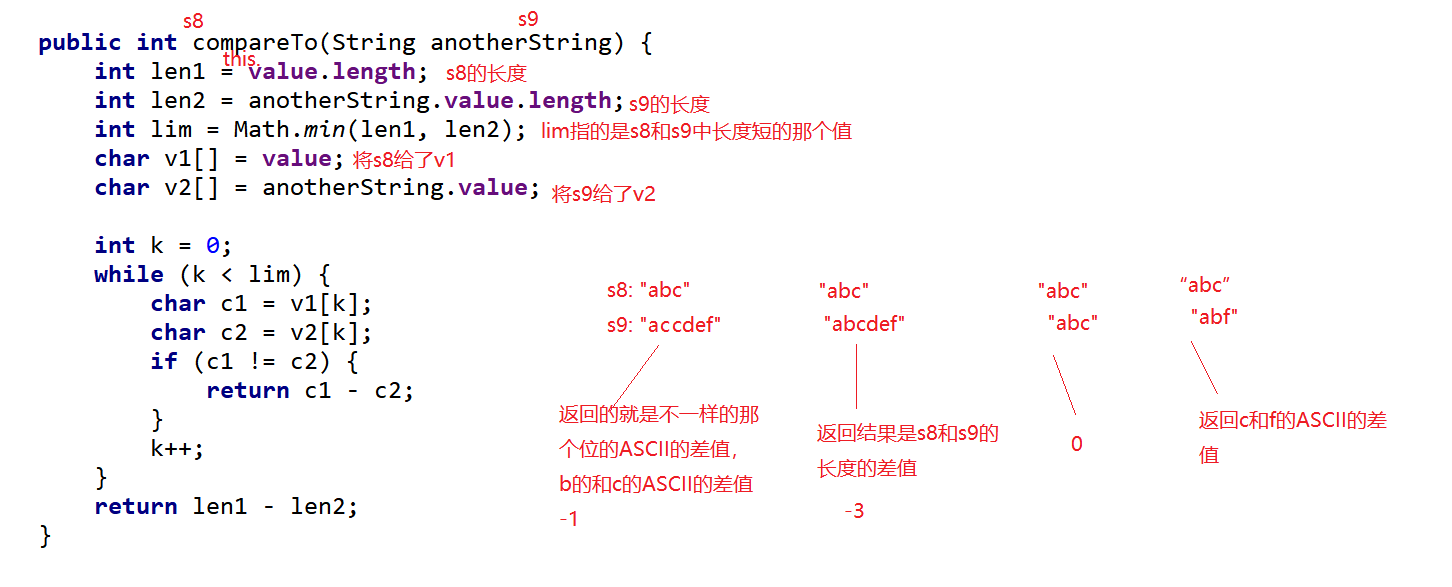 s8 s9
public int compareTo(String anotherString) {
this.
int len1 = value.length; s8的长度
int len2 = anotherString.value.length; s9的长度
int lim = Math.min(len1, len2); lim指的是s8和s9中长度短的那个值
char v1[] = value; 将s8给了v1
char v2[] = anotherString.value; 将s9给了v2
int k = 0;
while (k < lim) {
char c1 = v1[k];
char c2 = v2[k];
if (c1 != c2) {
return c1 - c2;
}
k++;
}
return len1 - len2;
}
s8: "abc"
s9: "accdef"
返回的就是不一样的那
个位的ASCII的差值，
b的和c的ASCII的差值
-1
"abc"
"abcdef"
返回结果是s8和s9的
长度的差值
-3
"abc"
"abc"
0
“abc”
"abf"
返回c和f的ASCII的差
值